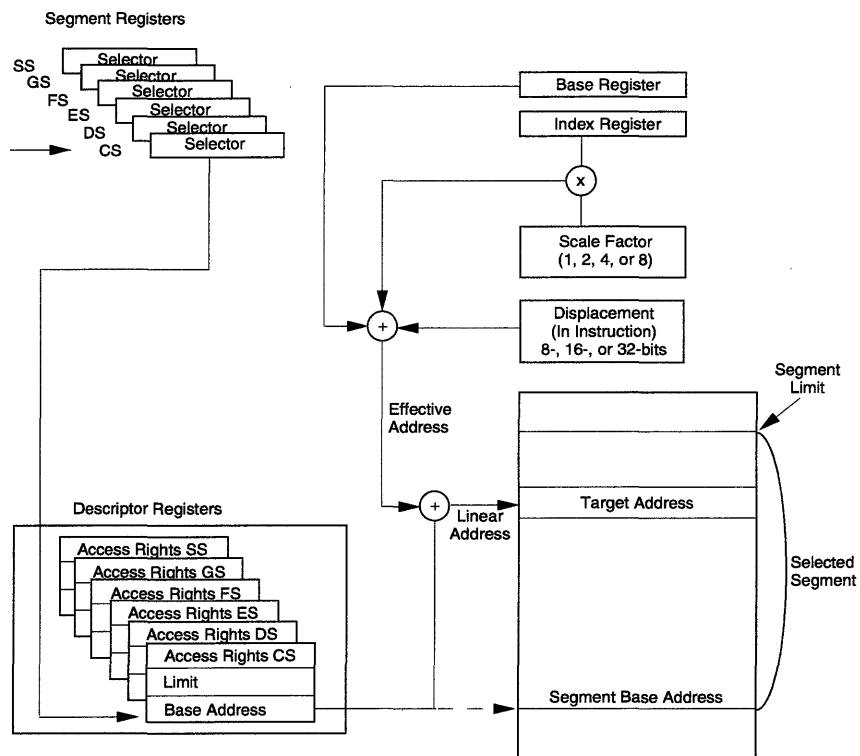 Segment Registers
SS
Selector
GS
Selector
FS
Selector
ES
Selector
DS
Selector
CS
Selector
Base Register
Index Register
x
Scale Factor
(1, 2, 4, or 8)
Displacement
(In Instruction)
8-, 16-, or 32-bits
+
Segment
Limit
Effective
Address
+
Linear
Address
Target Address
Selected
Segment
Segment Base Address
Descriptor Registers
Access Rights SS
Access Rights GS
Access Rights FS
Access Rights ES
Access Rights DS
Access Rights CS
Limit
Base Address